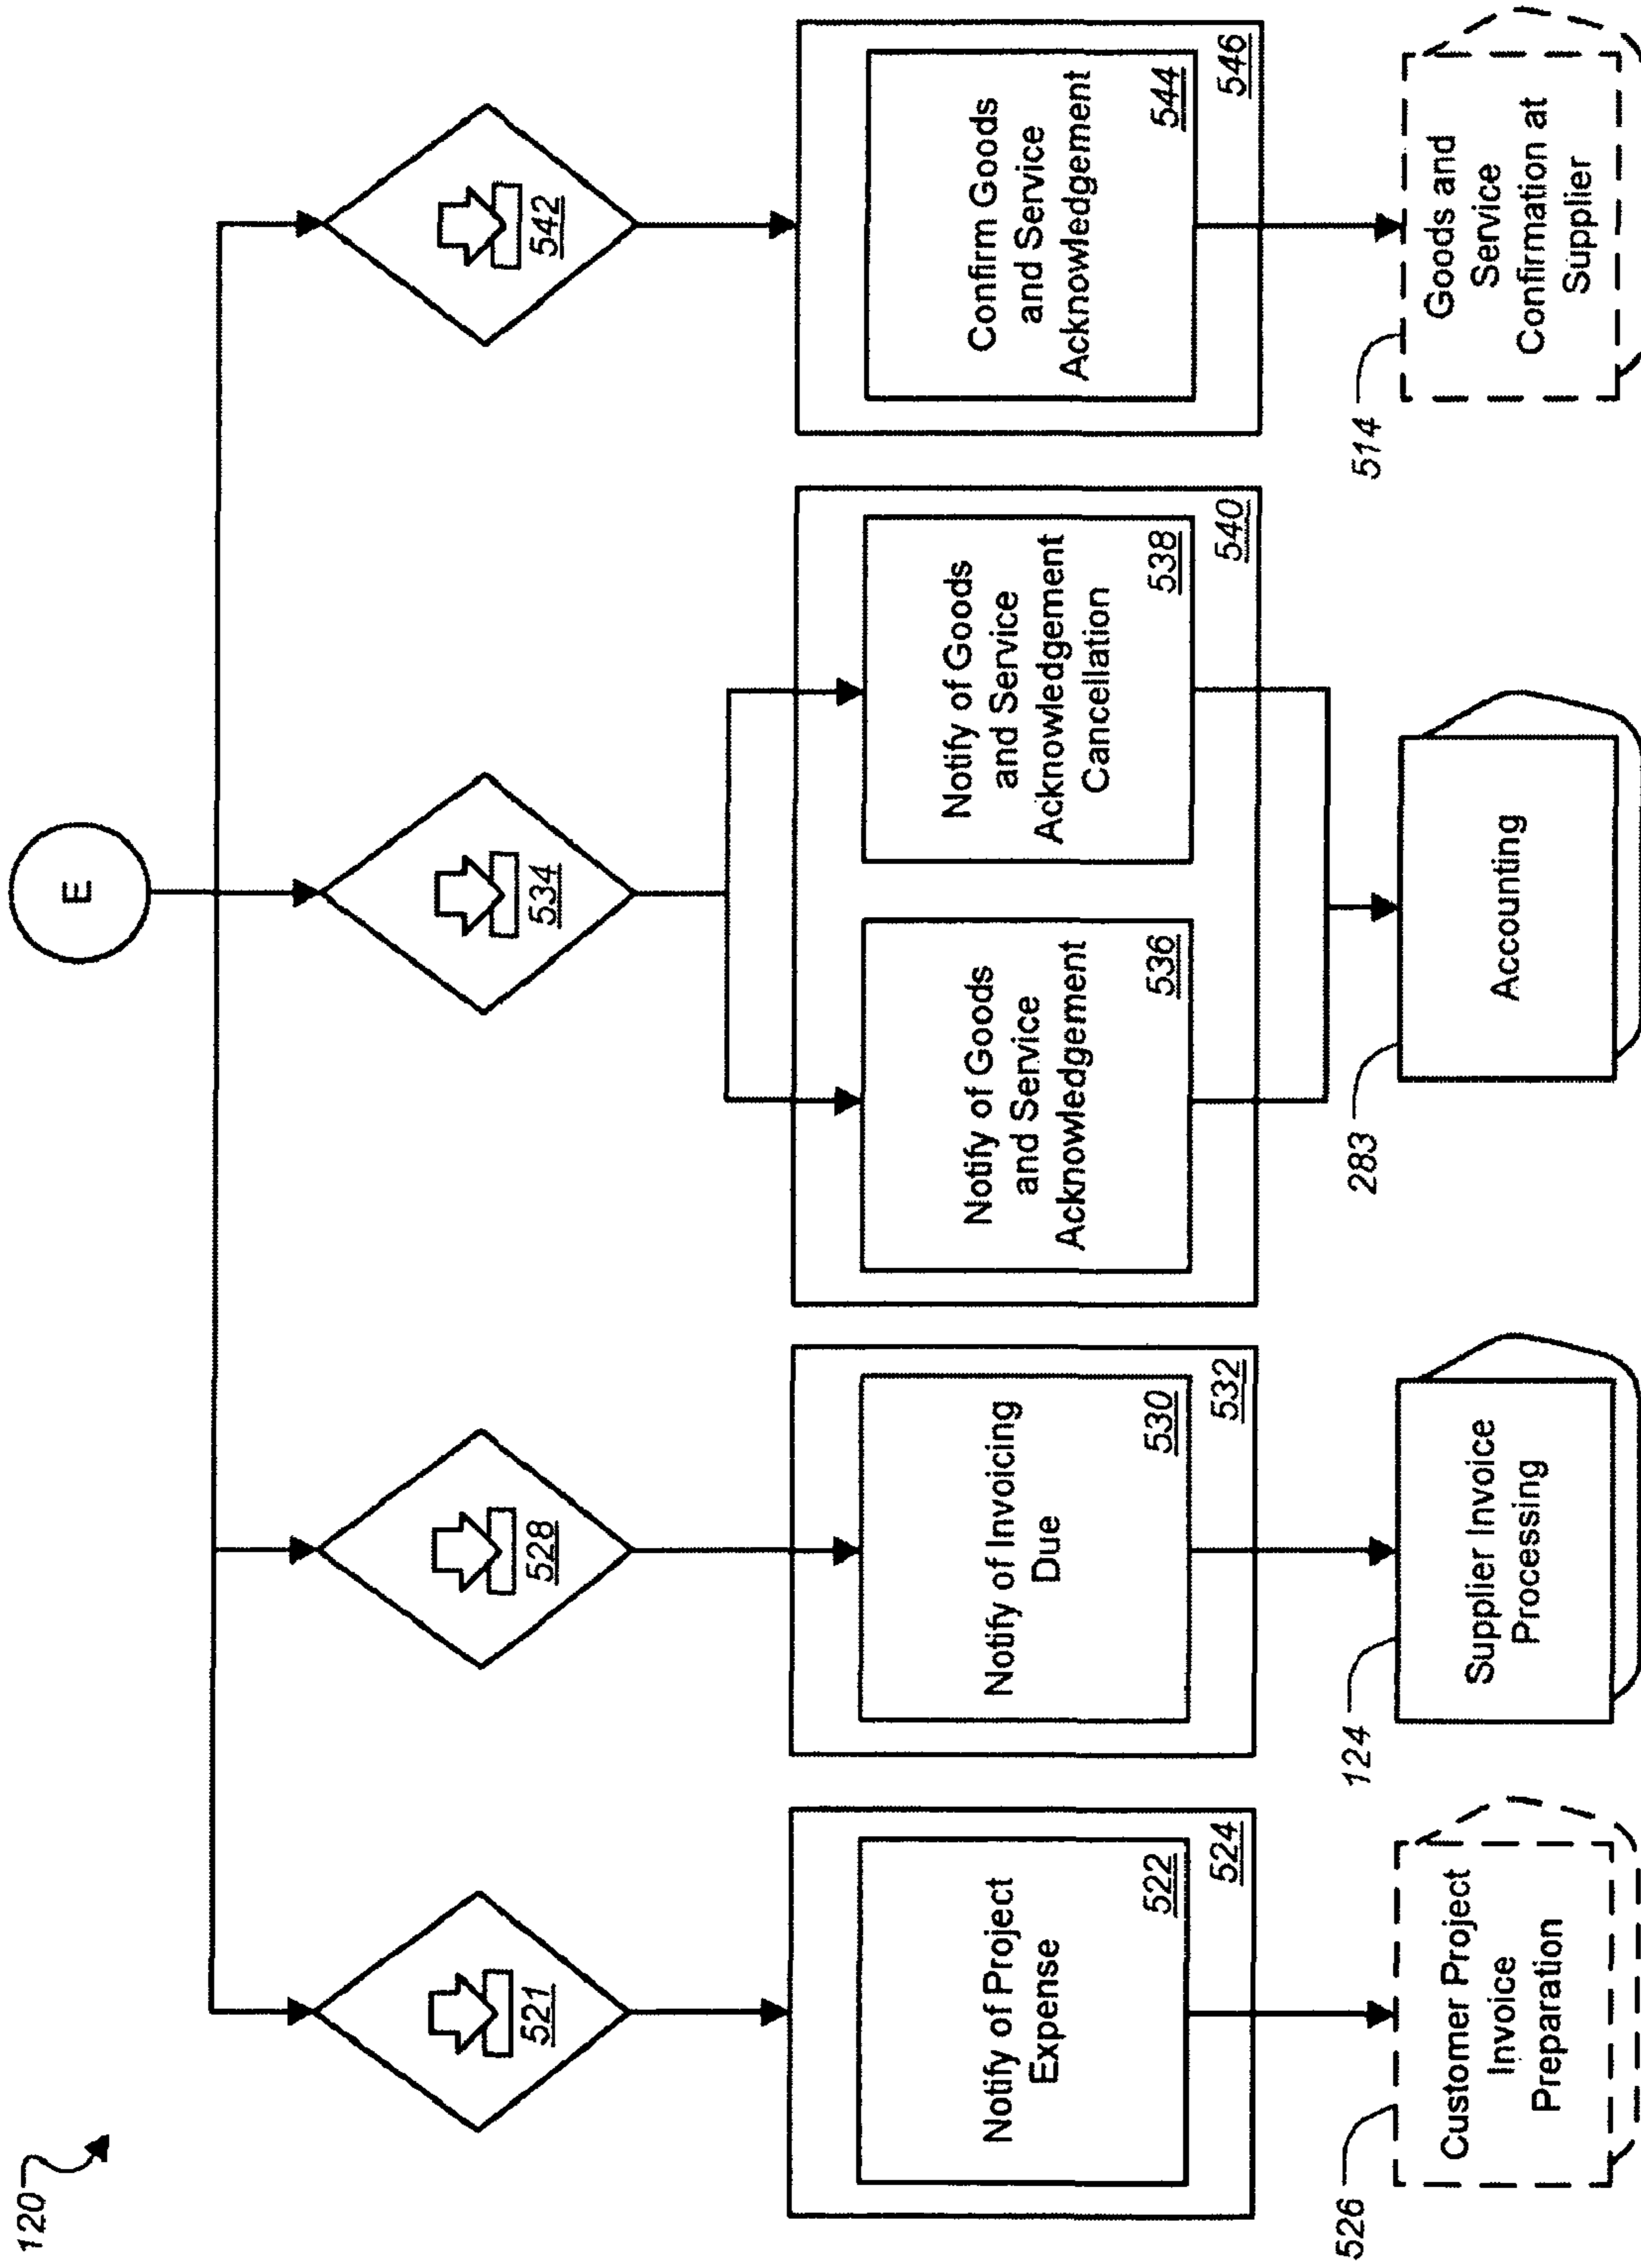 120
E
521
528
534
542
Notify of Project
Expense
522
524
Notify of Invoicing
Due
530
532
Notify of Goods
and Service
Acknowledgement
536
Notify of Goods
and Service
Acknowledgement
Cancellation
538
540
Confirm Goods
and Service
Acknowledgement
544
546
526
Customer Project
Invoice
Preparation
124
Supplier Invoice
Processing
283
Accounting
514
Goods and
Service
Confirmation at
Supplier